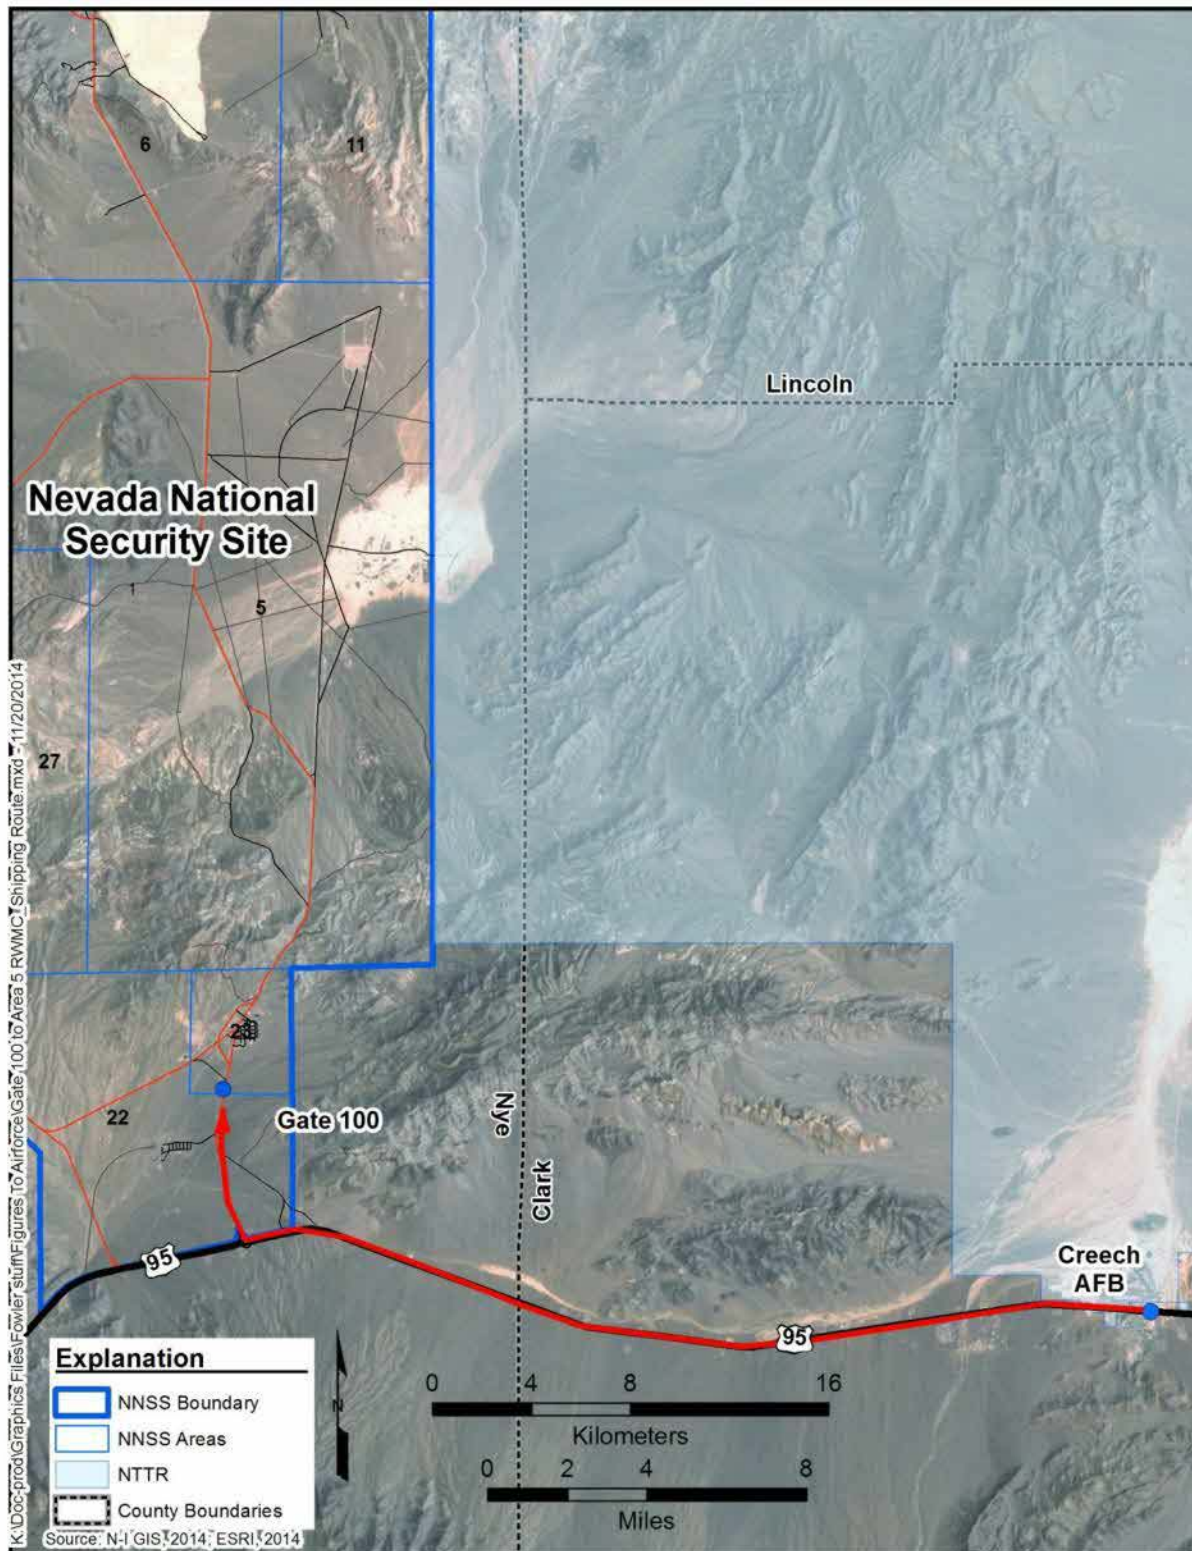 6
11
Lincoln
Nevada National
Security Site
1
5
27
23
22
Gate 100
Nye
Clark
95
Creech
AFB
95
Explanation
NNSS Boundary
NNSS Areas
NTTR
County Boundaries
Source: N-I GIS, 2014; ESRI, 2014
N
0 4 8 16
Kilometers
0 2 4 8
Miles
K:\Doc-prod\Graphics Files\Fowler stuff\Figures To Airforce\Gate 100 to Area 5 RWMC_Shipping Route.mxd - 11/20/2014